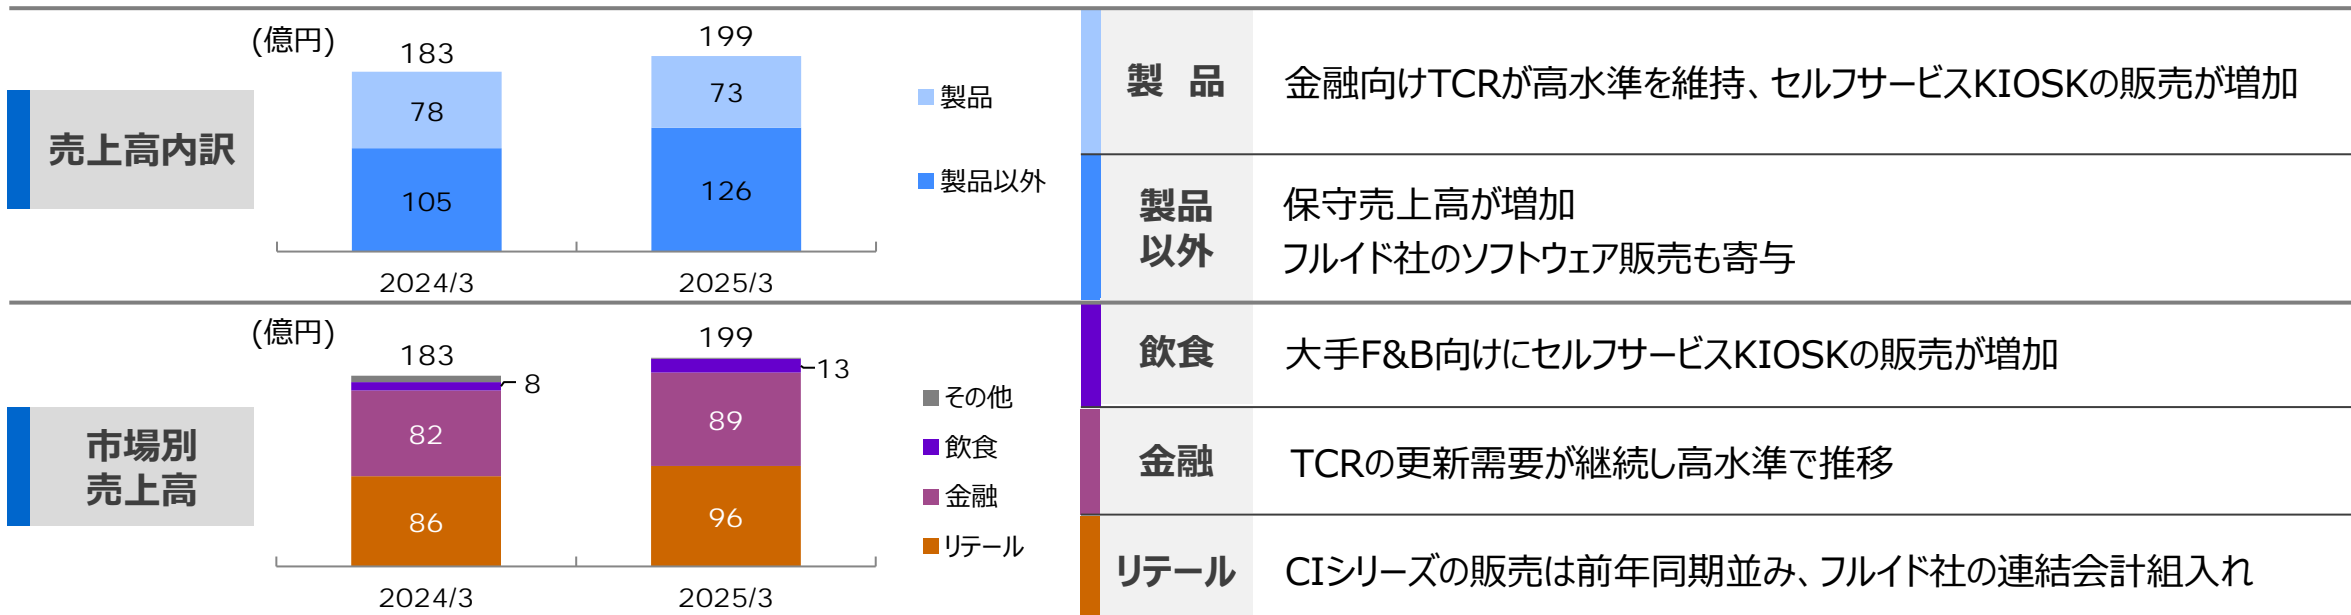 売上高内訳
(億円)
183
199
78
73
105
126
2024/3
2025/3
製品
製品以外
製 品
金融向けTCRが高水準を維持、セルフサービスKIOSKの販売が増加
製品
以外
保守売上高が増加
フルイド社のソフトウェア販売も寄与
市場別
売上高
(億円)
183
199
8
13
82
89
86
96
2024/3
2025/3
その他
飲食
金融
リテール
飲食
大手F&B向けにセルフサービスKIOSKの販売が増加
金融
TCRの更新需要が継続し高水準で推移
リテール
CIシリーズの販売は前年同期並み、フルイド社の連結会計組入れ